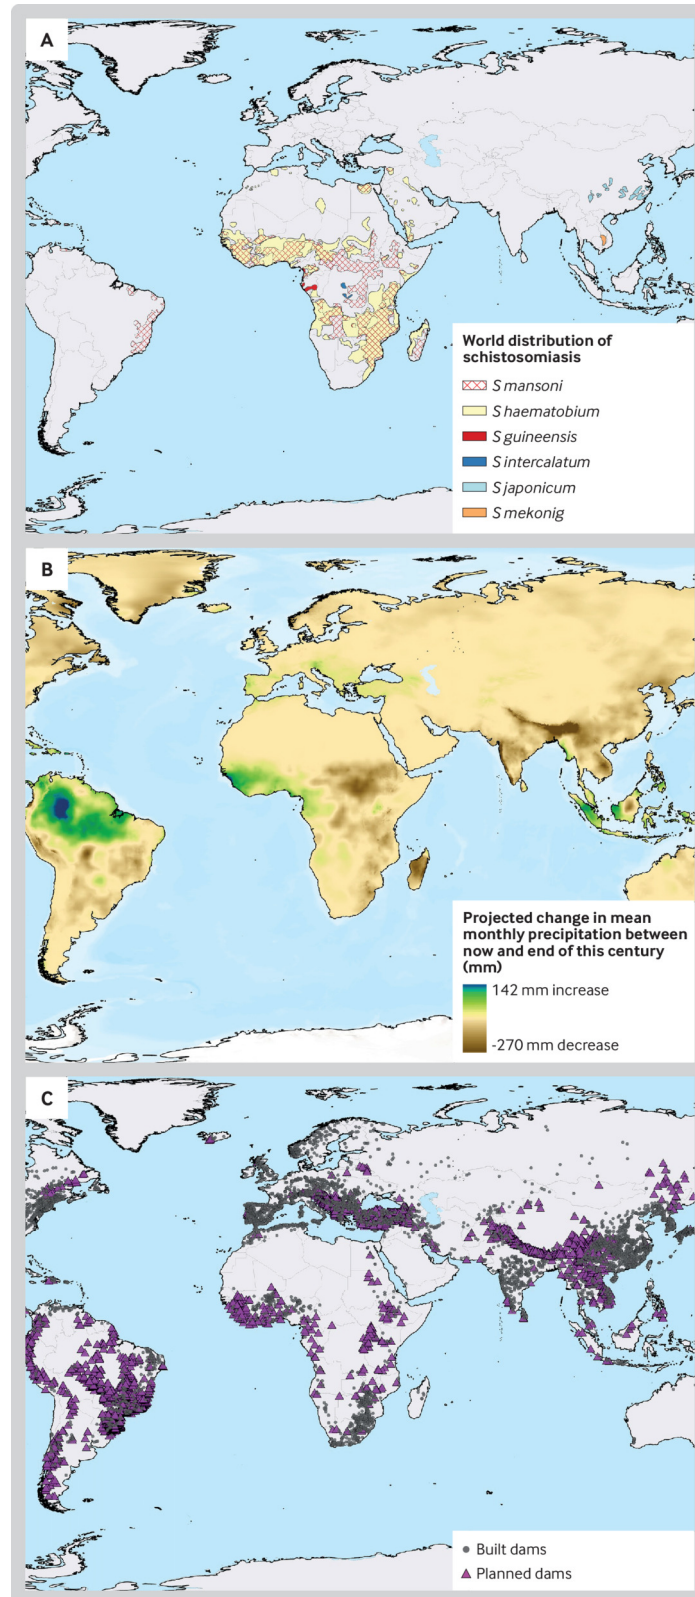 A
World distribution of
schistosomiasis
S mansoni
S haematobium
S guineensis
S intercalatum
S japonicum
S mekonig
B
Projected change in mean
monthly precipitation between
now and end of this century
(mm)
142 mm increase
-270 mm decrease
C
Built dams
Planned dams